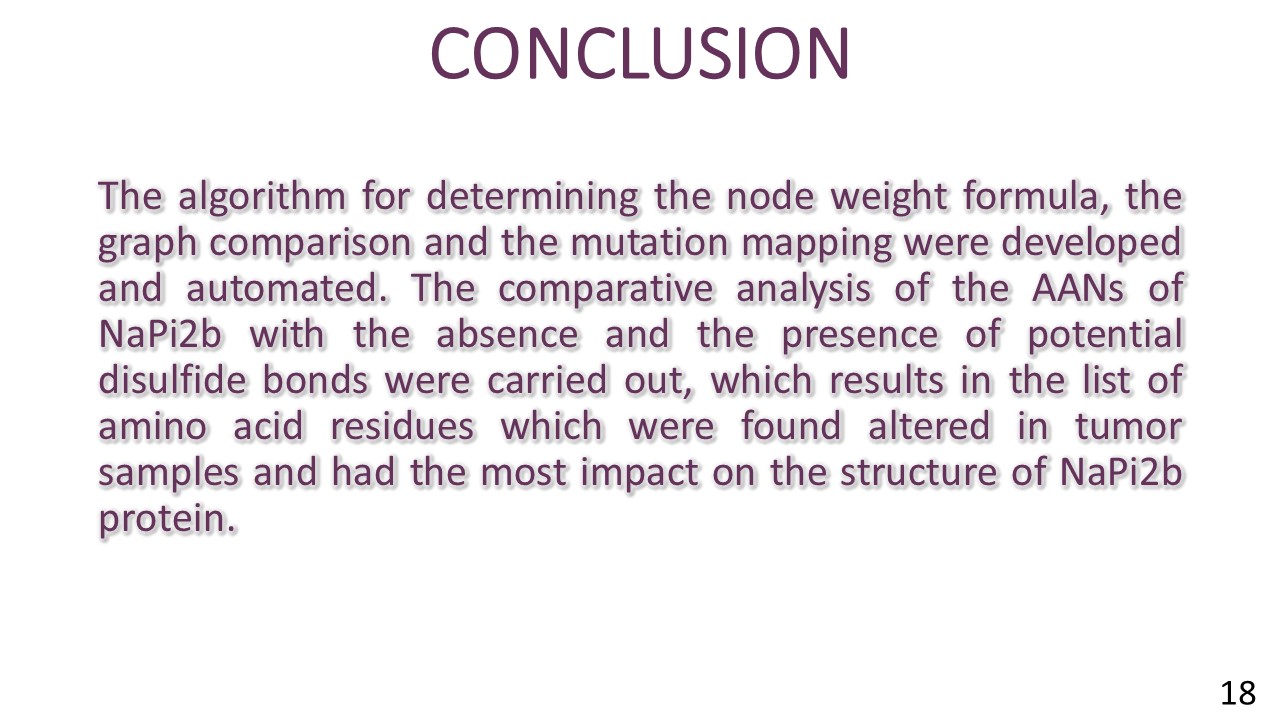 CONCLUSION
The algorithm for determining the node weight formula, the
graph comparison and the mutation mapping were developed
and automated. The comparative analysis of the AANs of
NaPi2b with the absence and the presence of potential
disulfide bonds were carried out, which results in the list of
amino acid residues which were found altered in tumor
samples and had the most impact on the structure of NaPi2b
protein.
18